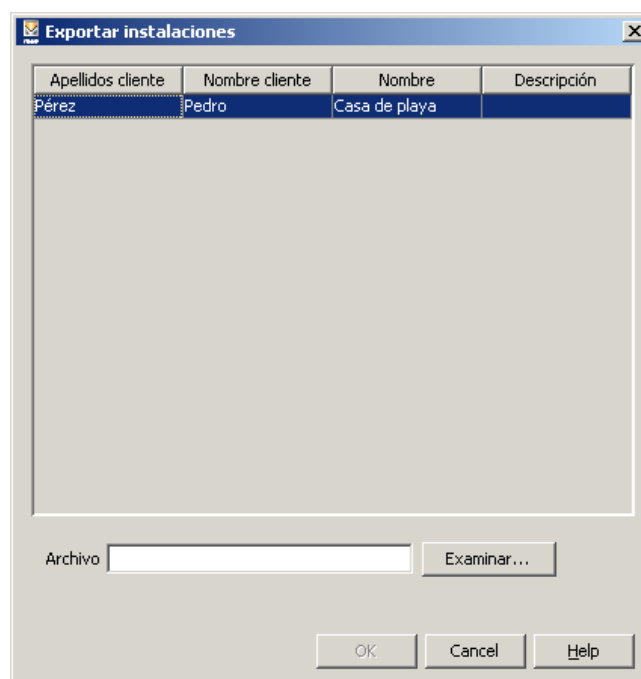 Exportar instalaciones
Apellidos cliente Nombre cliente Nombre Descripción
Pérez Pedro Casa de playa
Archivo Examinar...
OK Cancel Help